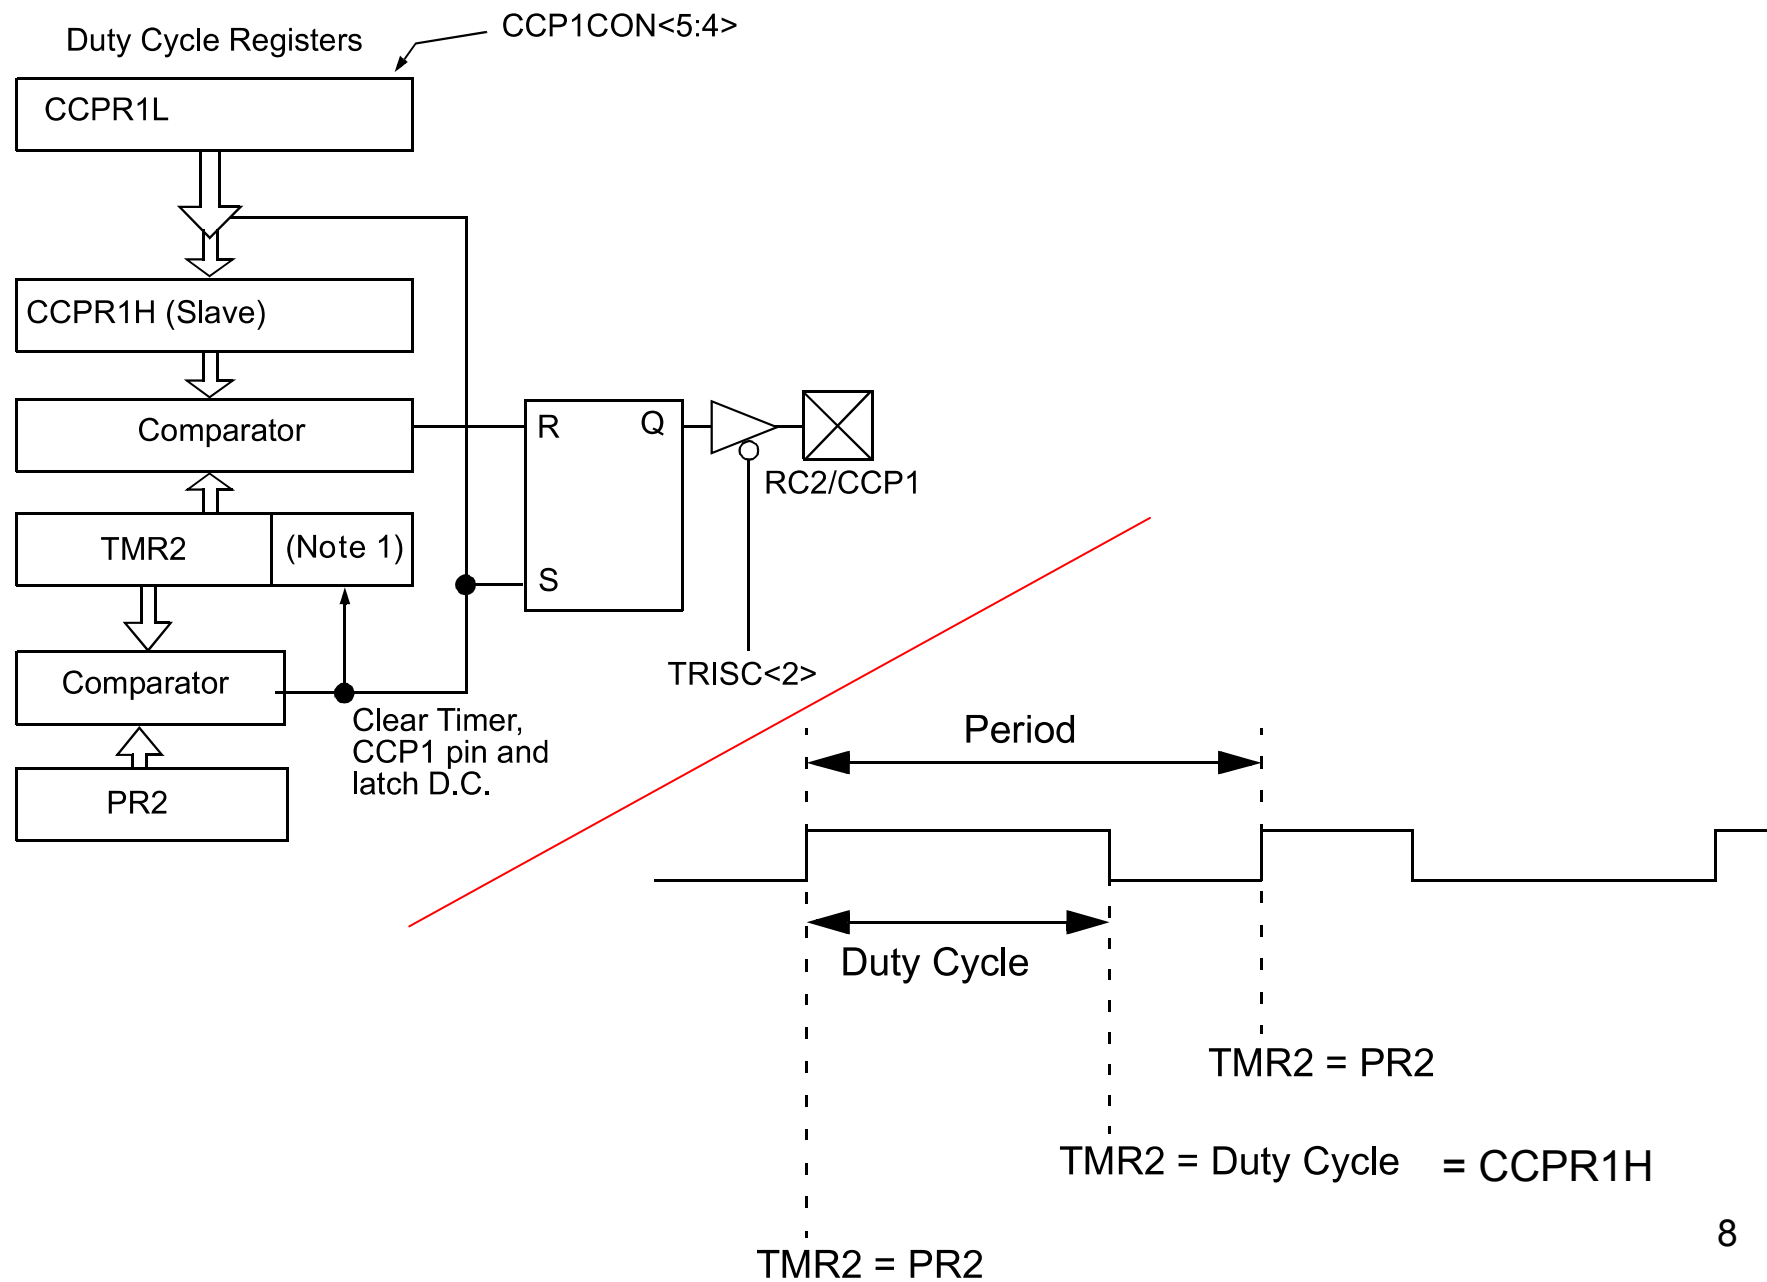 CCP1CON<5:4>
Duty Cycle Registers
CCPR1L
CCPR1H (Slave)
Comparator
R
Q
RC2/CCP1
TMR2
(Note 1)
S
TRISC<2>
Comparator
Clear Timer,
CCP1 pin and
latch D.C.
PR2
Period
Duty Cycle
TMR2 = PR2
TMR2 = Duty Cycle = CCPR1H
TMR2 = PR2
8